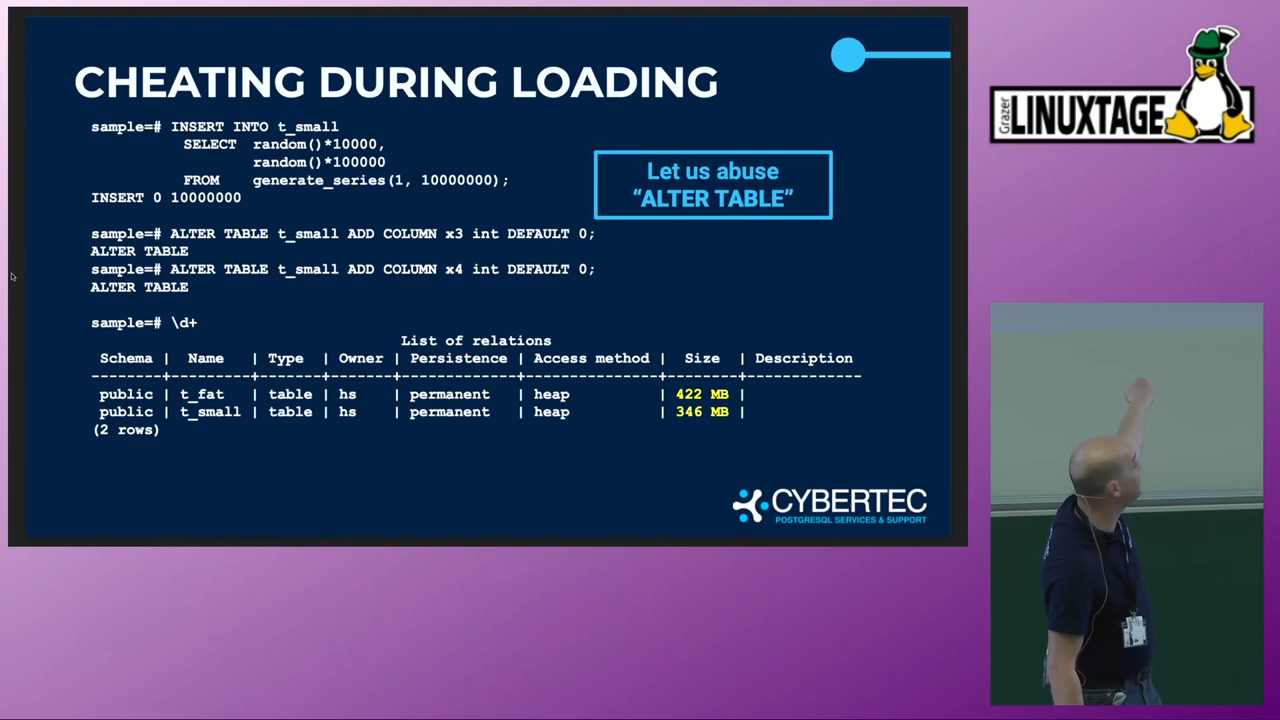 CHEATING DURING LOADING
sample=# INSERT INTO t_small
SELECT random()*10000,
random()*100000
FROM generate_series(1, 10000000);
INSERT 0 10000000
Let us abuse
“ALTER TABLE”
sample=# ALTER TABLE t_small ADD COLUMN x3 int DEFAULT 0;
ALTER TABLE
sample=# ALTER TABLE t_small ADD COLUMN x4 int DEFAULT 0;
ALTER TABLE
sample=# \d+
List of relations
Schema | Name | Type | Owner | Persistence | Access method | Size | Description
--------+---------+-------+-------+-------------+---------------+--------+-------------
public | t_fat | table | hs | permanent | heap | 422 MB |
public | t_small | table | hs | permanent | heap | 346 MB |
(2 rows)
CYBERTEC
POSTGRESQL SERVICES & SUPPORT
Grazer
LINUXTAGE